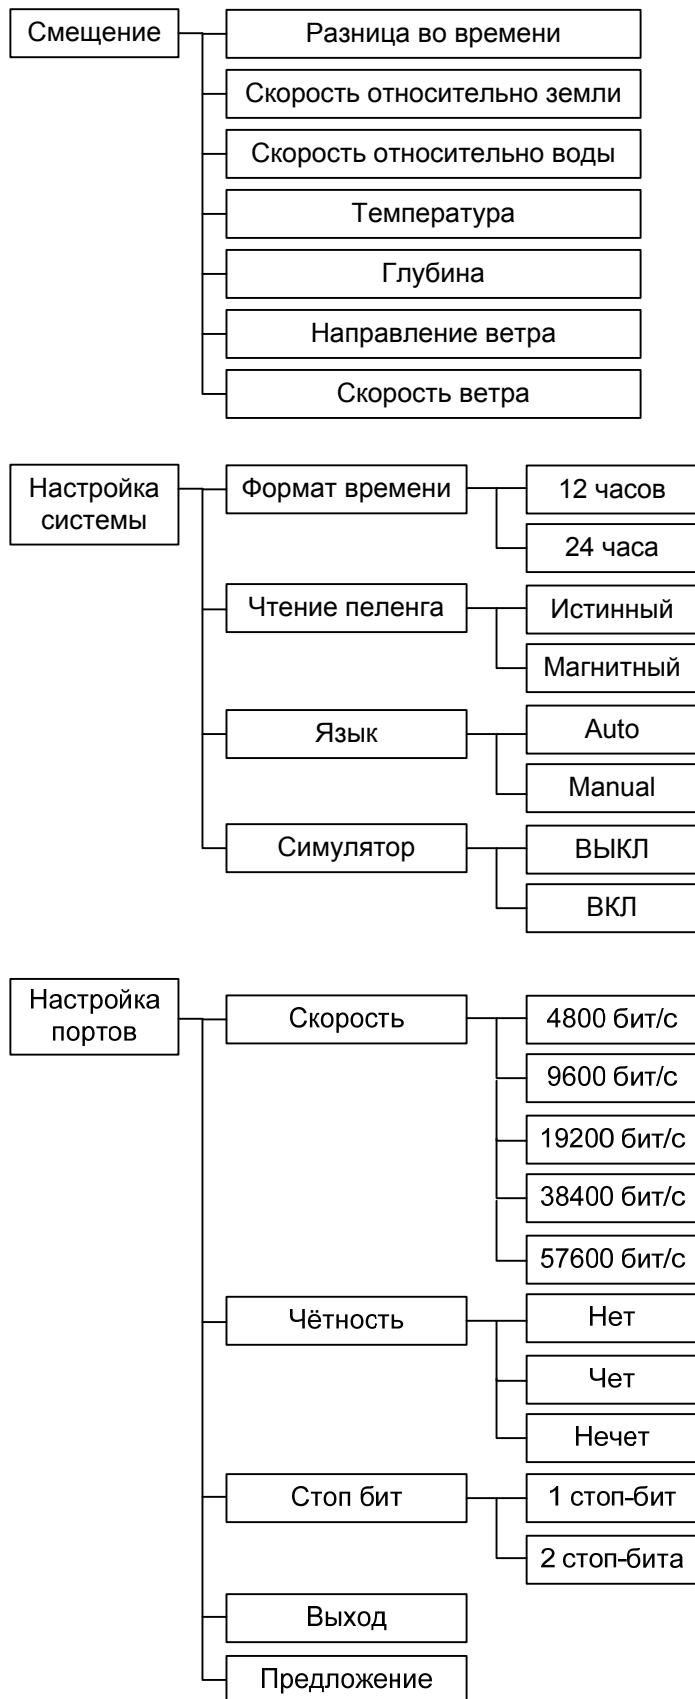 Смещение
Разница во времени
Скорость относительно земли
Скорость относительно воды
Температура
Глубина
Направление ветра
Скорость ветра
Настройка
системы
Формат времени
12 часов
24 часа
Чтение пеленга
Истинный
Магнитный
Язык
Auto
Manual
Симулятор
ВЫКЛ
ВКЛ
Настройка
портов
Скорость
4800 бит/с
9600 бит/с
19200 бит/с
38400 бит/с
57600 бит/с
Чётность
Нет
Чет
Нечет
Стоп бит
1 стоп-бит
2 стоп-бита
Выход
Предложение